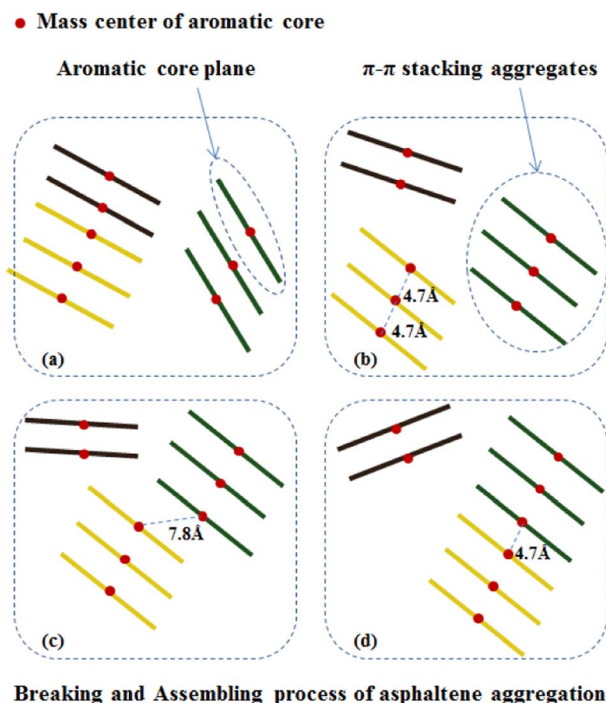 Mass center of aromatic core
Aromatic core plane
π-π stacking aggregates
(a)
4.7Å
4.7Å
(b)
7.8Å
(c)
4.7Å
(d)
Breaking and Assembling process of asphaltene aggregation